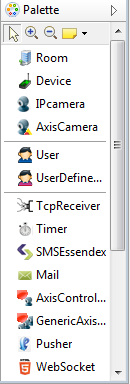 Palette
Room
Device
IPcamera
AxisCamera
User
UserDefine...
TcpReceiver
Timer
SMSEssendex
Mail
AxisControl...
GenericAxis...
Pusher
WebSocket